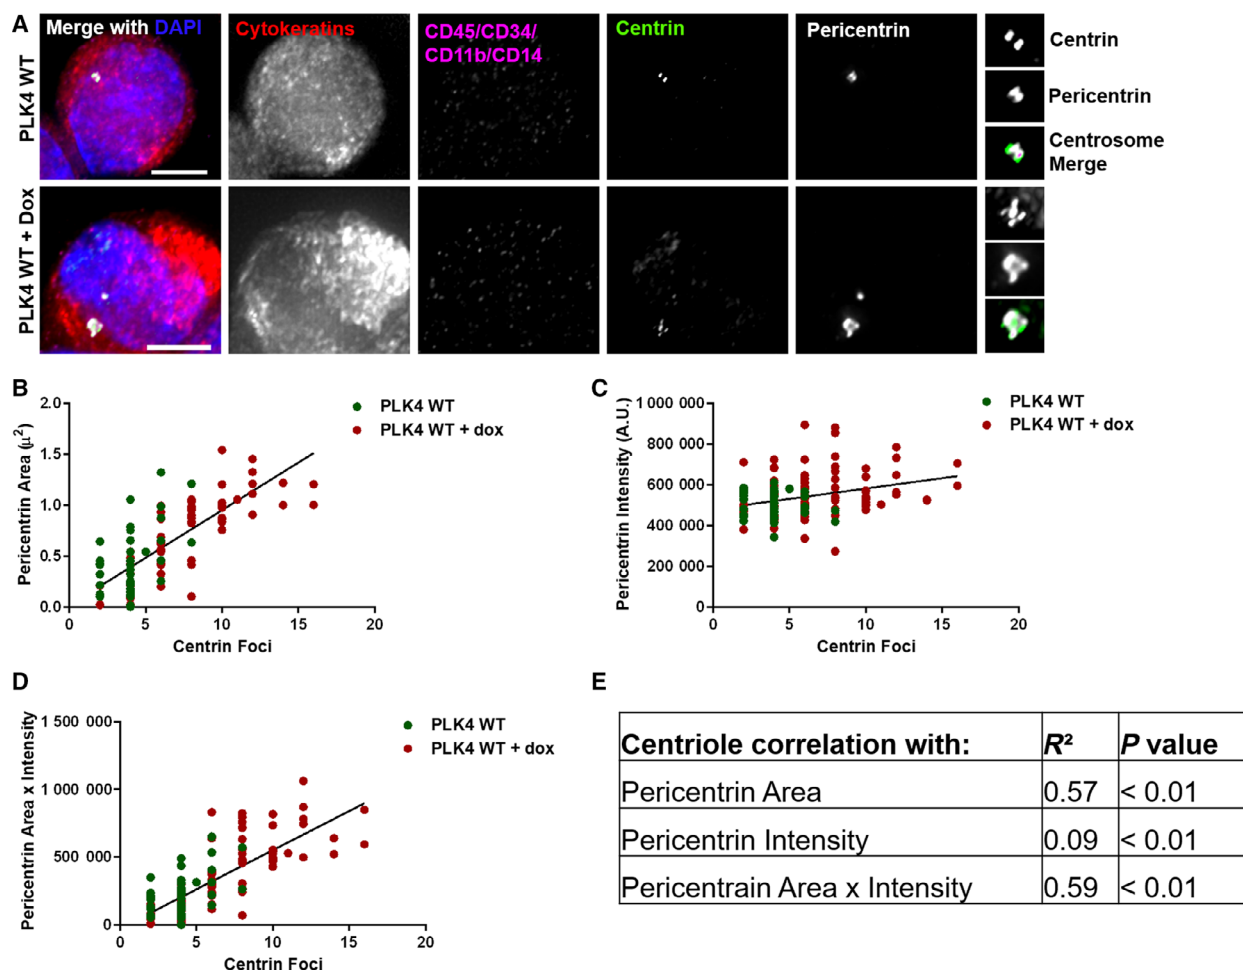 A
Merge with DAPI
Cytokeratins
CD45/CD34/
CD11b/CD14
Centrin
Pericentrin
Centrin
Pericentrin
Centrosome
Merge
PLK4 WT
PLK4 WT + Dox
B
Pericentrin Area (μ²)
2.0
1.5
1.0
0.5
0.0
0 5 10 15 20
Centrin Foci
PLK4 WT
PLK4 WT + dox
C
Pericentrin Intensity (A.U.)
1 000 000
800 000
600 000
400 000
200 000
0
0 5 10 15 20
Centrin Foci
PLK4 WT
PLK4 WT + dox
D
Pericentrin Area x Intensity
1 500 000
1 000 000
500 000
0
0 5 10 15 20
Centrin Foci
PLK4 WT
PLK4 WT + dox
E
Centriole correlation with: R² P value
Pericentrin Area 0.57 < 0.01
Pericentrin Intensity 0.09 < 0.01
Pericentrain Area x Intensity 0.59 < 0.01